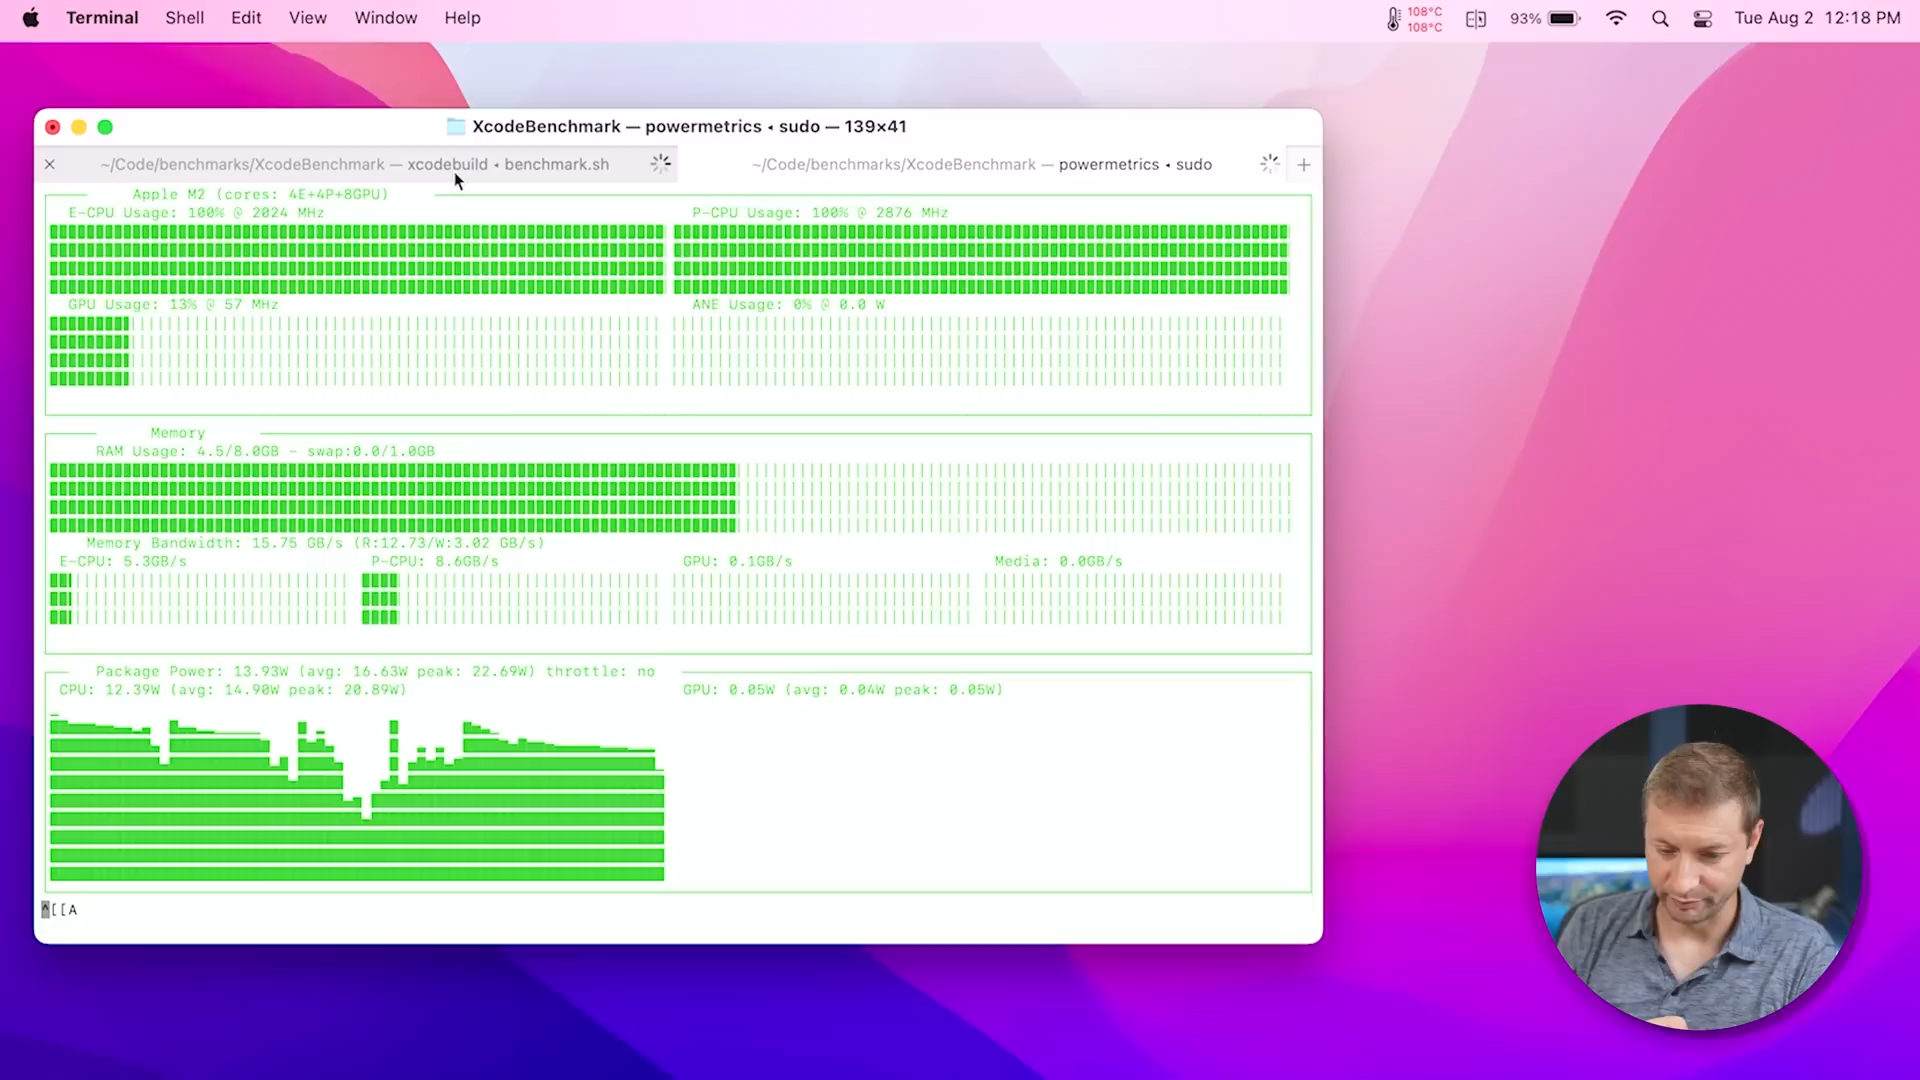 Terminal Shell Edit View Window Help 108°C 108°C 93% Tue Aug 2 12:18 PM
XcodeBenchmark — powermetrics ◂ sudo — 139×41
~/Code/benchmarks/XcodeBenchmark — xcodebuild ◂ benchmark.sh ~/Code/benchmarks/XcodeBenchmark — powermetrics ◂ sudo
Apple M2 (cores: 4E+4P+8GPU)
E-CPU Usage: 100% @ 2024 MHz P-CPU Usage: 100% @ 2876 MHz
GPU Usage: 13% @ 57 MHz ANE Usage: 0% @ 0.0 W
Memory
RAM Usage: 4.5/8.0GB - swap:0.0/1.0GB
Memory Bandwidth: 15.75 GB/s (R:12.73/W:3.02 GB/s)
E-CPU: 5.3GB/s P-CPU: 8.6GB/s GPU: 0.1GB/s Media: 0.0GB/s
Package Power: 13.93W (avg: 16.63W peak: 22.69W) throttle: no
CPU: 12.39W (avg: 14.90W peak: 20.89W) GPU: 0.05W (avg: 0.04W peak: 0.05W)
^[[A